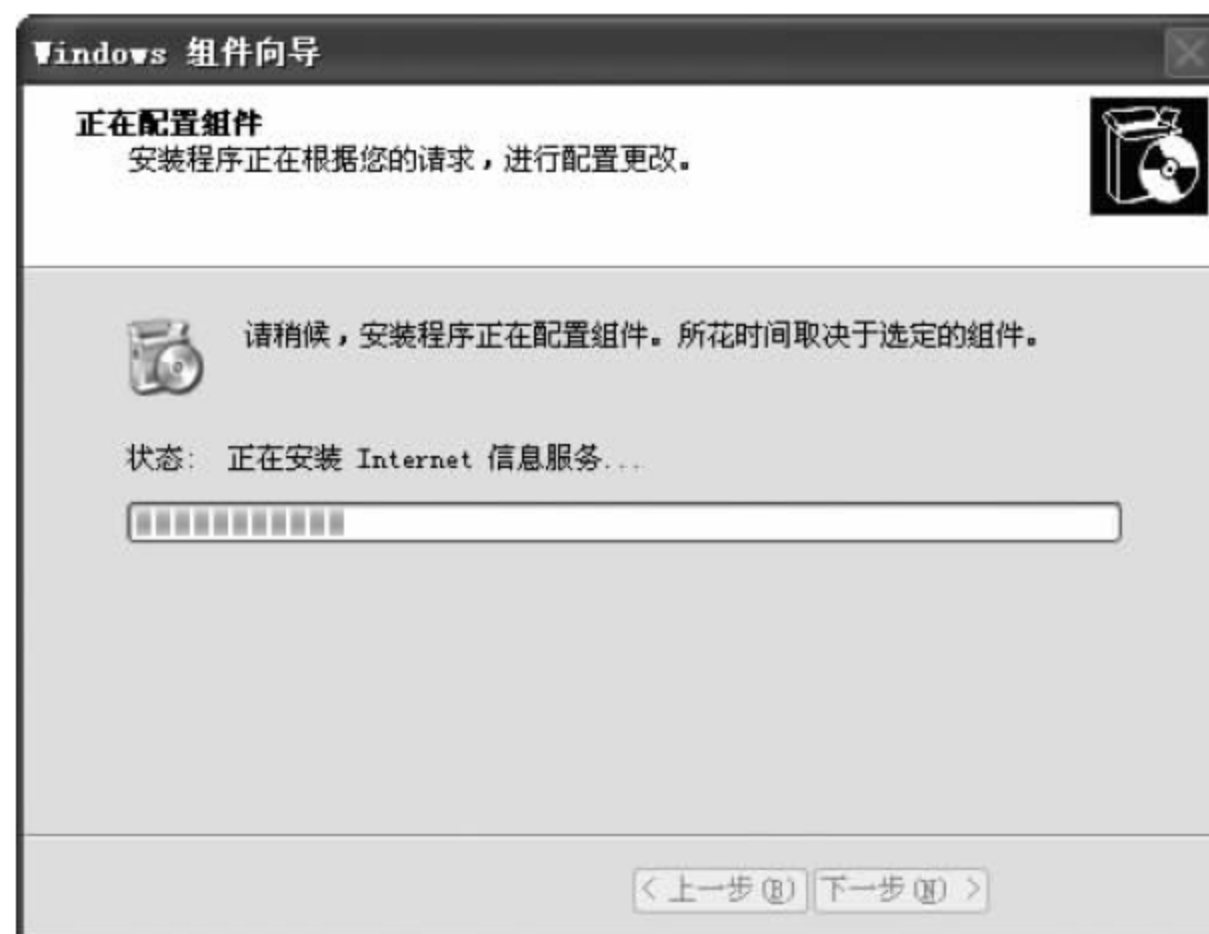 Windows 组件向导
正在配置组件
安装程序正在根据您的请求，进行配置更改。
请稍候，安装程序正在配置组件。所花时间取决于选定的组件。
状态: 正在安装 Internet 信息服务...
< 上一步(B) 下一步(N) >